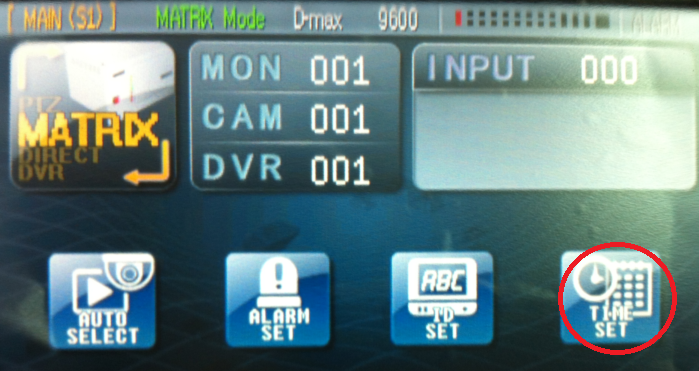 [ MAIN (S1) ] MATRIX Mode D-max 9600 ALARM
PTZ
MATRIX
DIRECT
DVR
MON 001
CAM 001
DVR 001
INPUT 000
AUTO
SELECT
ALARM
SET
ABC
ID
SET
TIME
SET